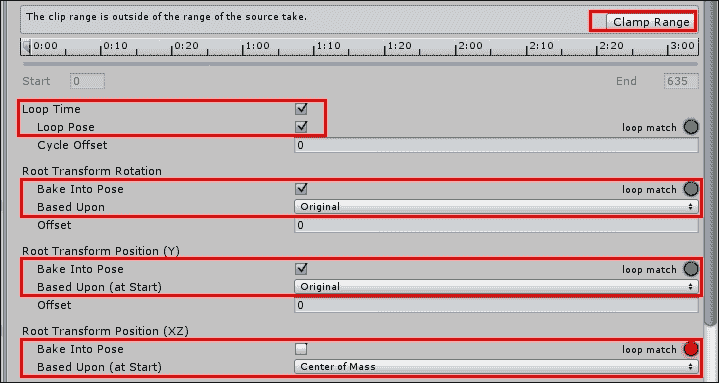 The clip range is outside of the range of the source take.
Clamp Range
0:00 0:10 0:20 1:00 1:10 1:20 2:00 2:10 2:20 3:00
Start 0 End 635
Loop Time
Loop Pose loop match
Cycle Offset 0
Root Transform Rotation
Bake Into Pose loop match
Based Upon Original
Offset 0
Root Transform Position (Y)
Bake Into Pose loop match
Based Upon (at Start) Original
Offset 0
Root Transform Position (XZ)
Bake Into Pose loop match
Based Upon (at Start) Center of Mass